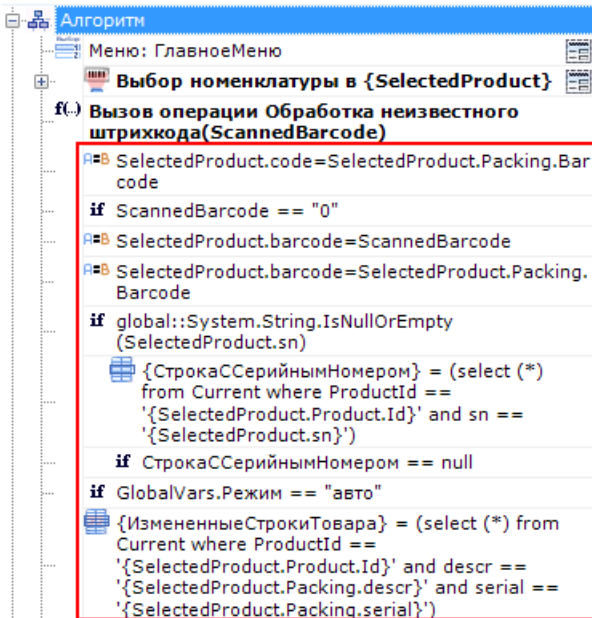 Алгоритм
Меню: ГлавноеМеню
Выбор номенклатуры в {SelectedProduct}
f(..) Вызов операции Обработка неизвестного
штрихкода(ScannedBarcode)
A=B SelectedProduct.code=SelectedProduct.Packing.Bar
code
if ScannedBarcode == "0"
A=B SelectedProduct.barcode=ScannedBarcode
A=B SelectedProduct.barcode=SelectedProduct.Packing.
Barcode
if global::System.String.IsNullOrEmpty
(SelectedProduct.sn)
{СтрокаССерийнымНомером} = (select (*)
from Current where ProductId ==
'{SelectedProduct.Product.Id}' and sn ==
'{SelectedProduct.sn}')
if СтрокаССерийнымНомером == null
if GlobalVars.Режим == "авто"
{ИзмененныеСтрокиТовара} = (select (*) from
Current where ProductId ==
'{SelectedProduct.Product.Id}' and descr ==
'{SelectedProduct.Packing.descr}' and serial ==
'{SelectedProduct.Packing.serial}')